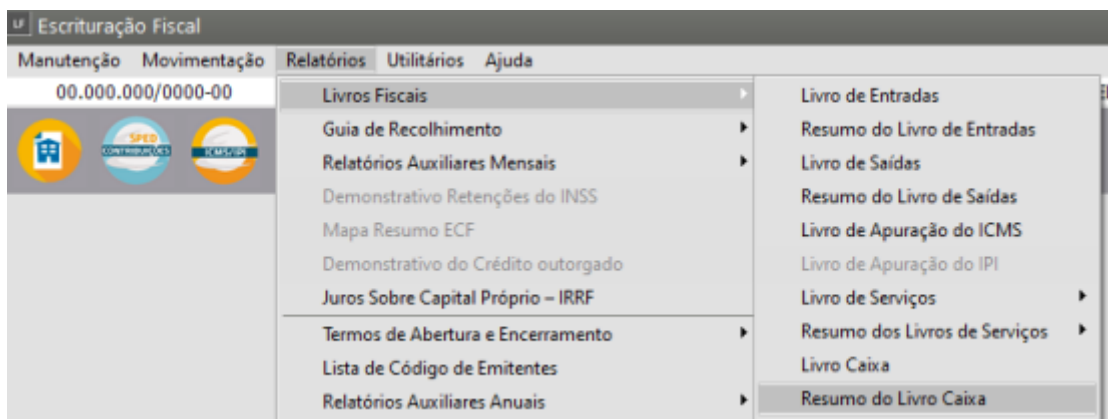 LF Escrituração Fiscal
Manutenção Movimentação Relatórios Utilitários Ajuda
00.000.000/0000-00
SPED
CONTRIBUIÇÕES
ICMS/IPI
Livros Fiscais
Guia de Recolhimento
Relatórios Auxiliares Mensais
Demonstrativo Retenções do INSS
Mapa Resumo ECF
Demonstrativo do Crédito outorgado
Juros Sobre Capital Próprio – IRRF
Termos de Abertura e Encerramento
Lista de Código de Emitentes
Relatórios Auxiliares Anuais
Livro de Entradas
Resumo do Livro de Entradas
Livro de Saídas
Resumo do Livro de Saídas
Livro de Apuração do ICMS
Livro de Apuração do IPI
Livro de Serviços
Resumo dos Livros de Serviços
Livro Caixa
Resumo do Livro Caixa